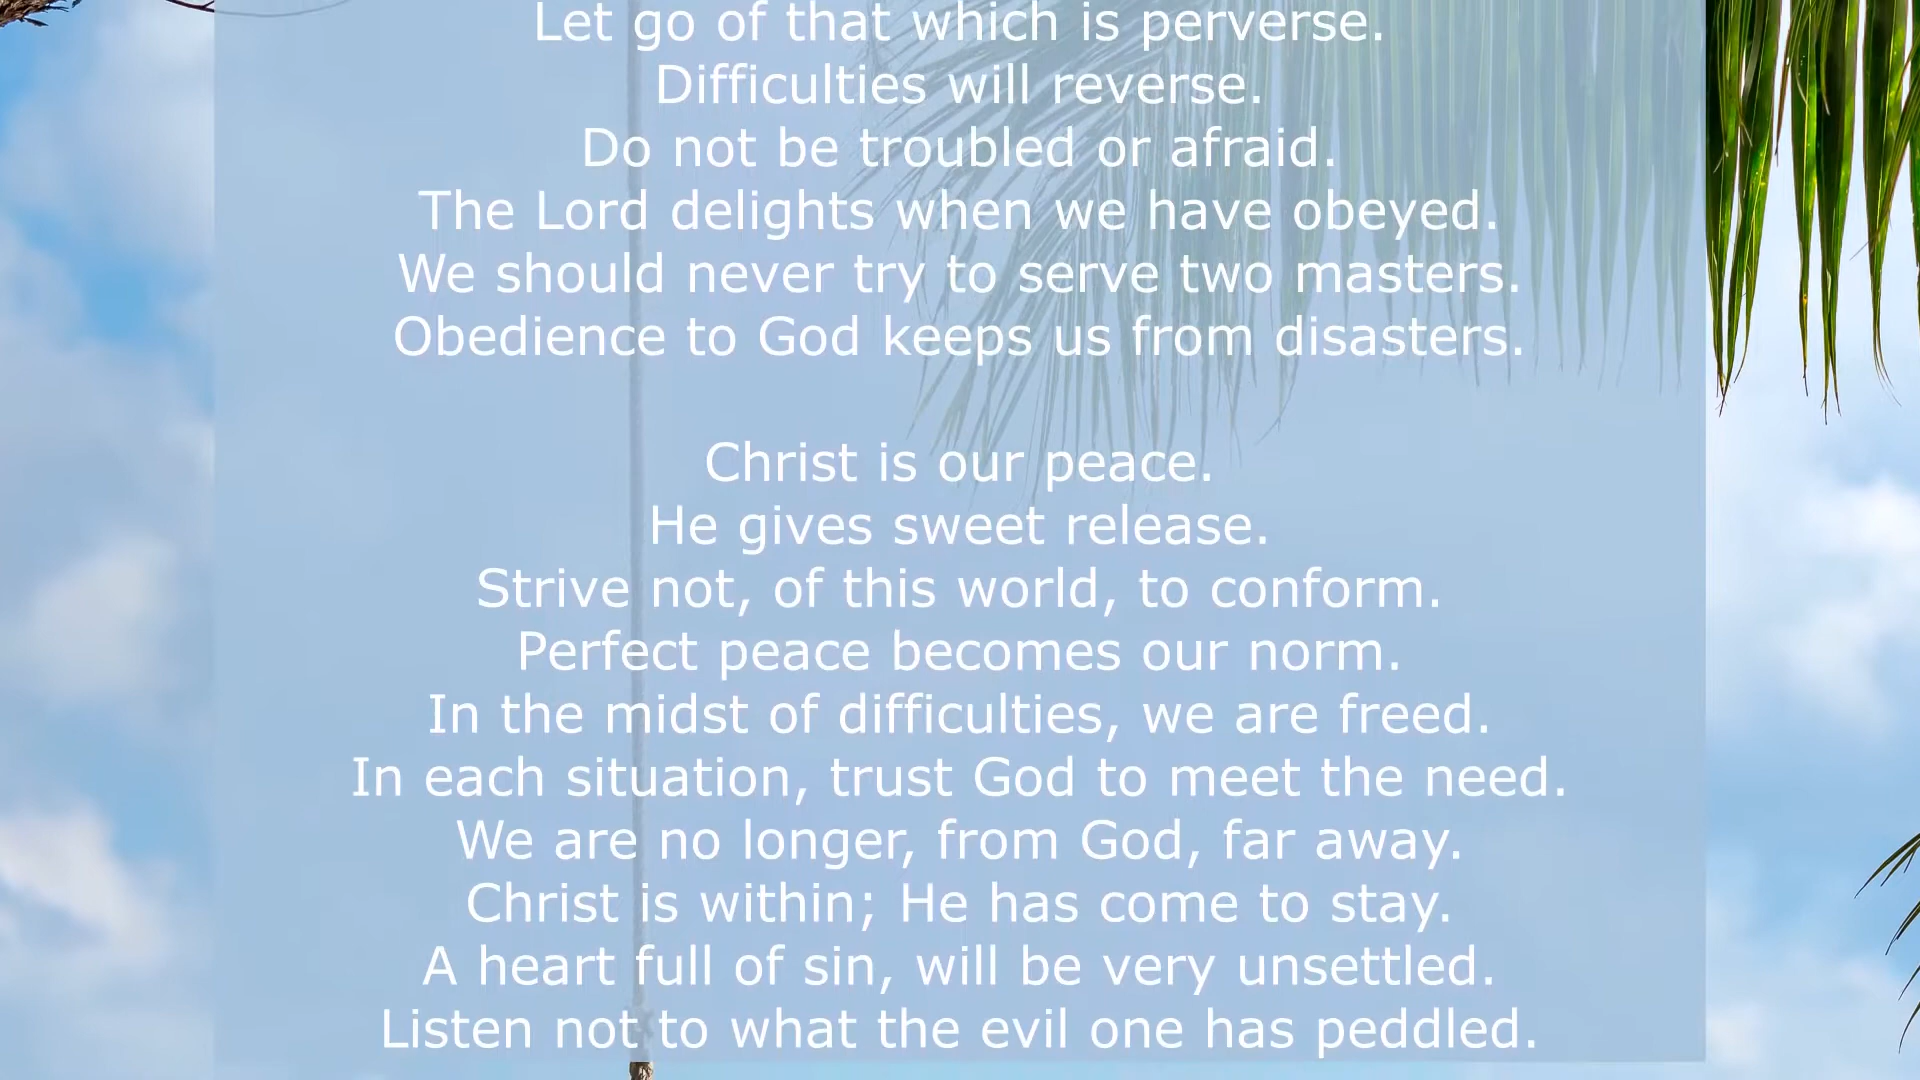 Let go of that which is perverse.
Difficulties will reverse.
Do not be troubled or afraid.
The Lord delights when we have obeyed.
We should never try to serve two masters.
Obedience to God keeps us from disasters.
Christ is our peace.
He gives sweet release.
Strive not, of this world, to conform.
Perfect peace becomes our norm.
In the midst of difficulties, we are freed.
In each situation, trust God to meet the need.
We are no longer, from God, far away.
Christ is within; He has come to stay.
A heart full of sin, will be very unsettled.
Listen not to what the evil one has peddled.